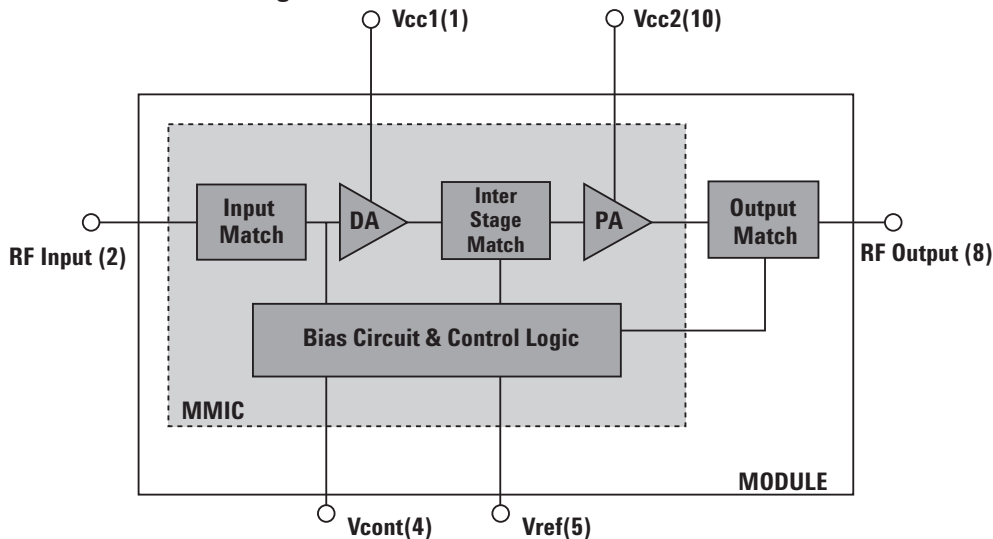 Vcc1(1)
Vcc2(10)
Input
Match
DA
Inter
Stage
Match
PA
Output
Match
RF Input (2)
RF Output (8)
Bias Circuit & Control Logic
MMIC
MODULE
Vcont(4)
Vref(5)